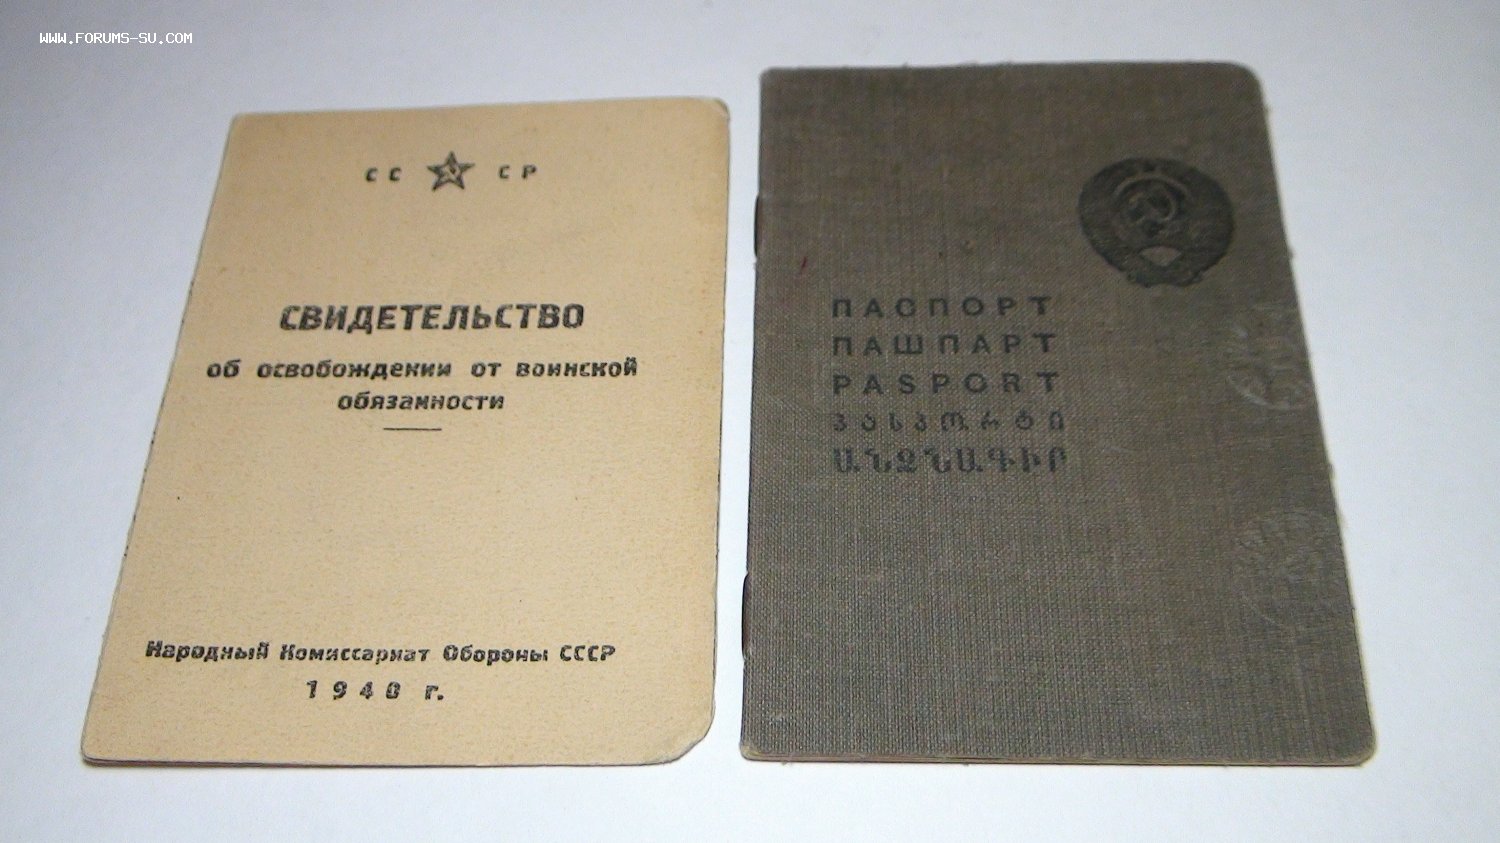 WWW.FORUMS-SU.COM
СС СР
СВИДЕТЕЛЬСТВО
об освобождении от воинской
обязанности
Народный Комиссариат Обороны СССР
1940 г.
ПАСПОРТ
ПАШПАРТ
PASPORT
ᲞᲐᲡᲞᲝᲠᲢᲘ
ԱՆՁՆԱԳԻՐ